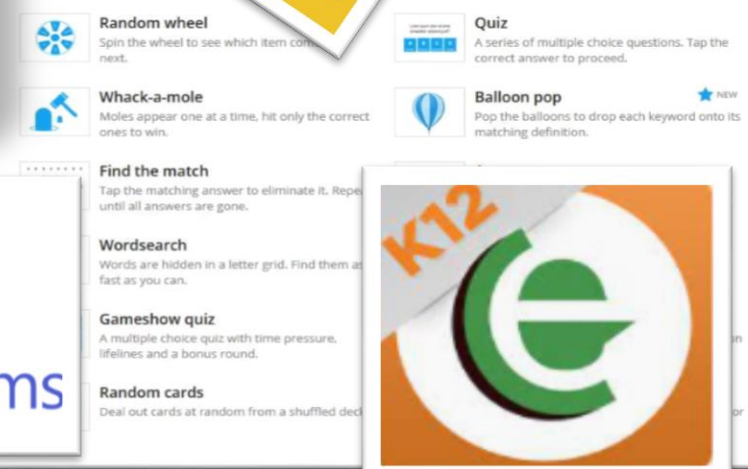 Random wheel
Spin the wheel to see which item
next.
Whack-a-mole
Moles appear one at a time, hit only the correct
ones to win.
Find the match
Tap the matching answer to eliminate it.
until all answers are gone.
Wordsearch
Words are hidden in a letter grid. Find them as
fast as you can.
Gameshow quiz
A multiple choice quiz with time pressure,
lifelines and a bonus round.
Random cards
Deal out cards at random from a shuffled
ms
Quiz
A series of multiple choice questions. Tap the
correct answer to proceed.
Balloon pop
NEW
Pop the balloons to drop each keyword onto its
matching definition.
K12